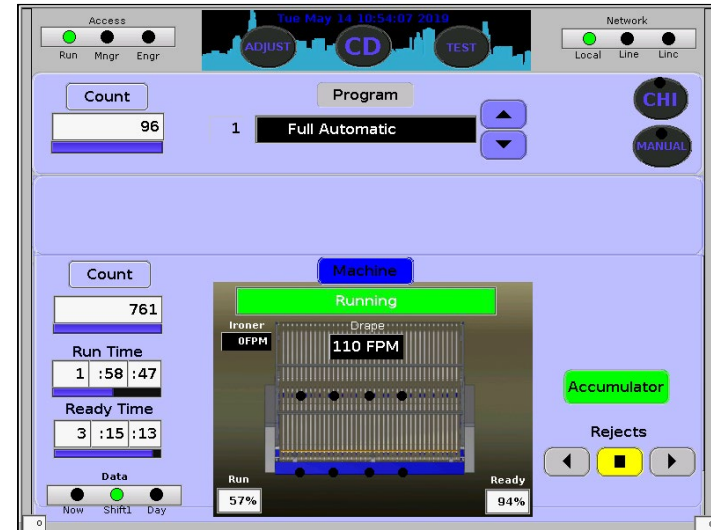 Access
Run Mngr Engr
Tue May 14 10:54:07 2019
ADJUST CD TEST
Network
Local Line Linc
Count
96
Program
1 Full Automatic
CHI
MANUAL
Count
761
Run Time
1 :58 :47
Ready Time
3 :15 :13
Data
Now Shift1 Day
Machine
Running
Ironer
0FPM
Drape
110 FPM
Run
57%
Ready
94%
Accumulator
Rejects
0